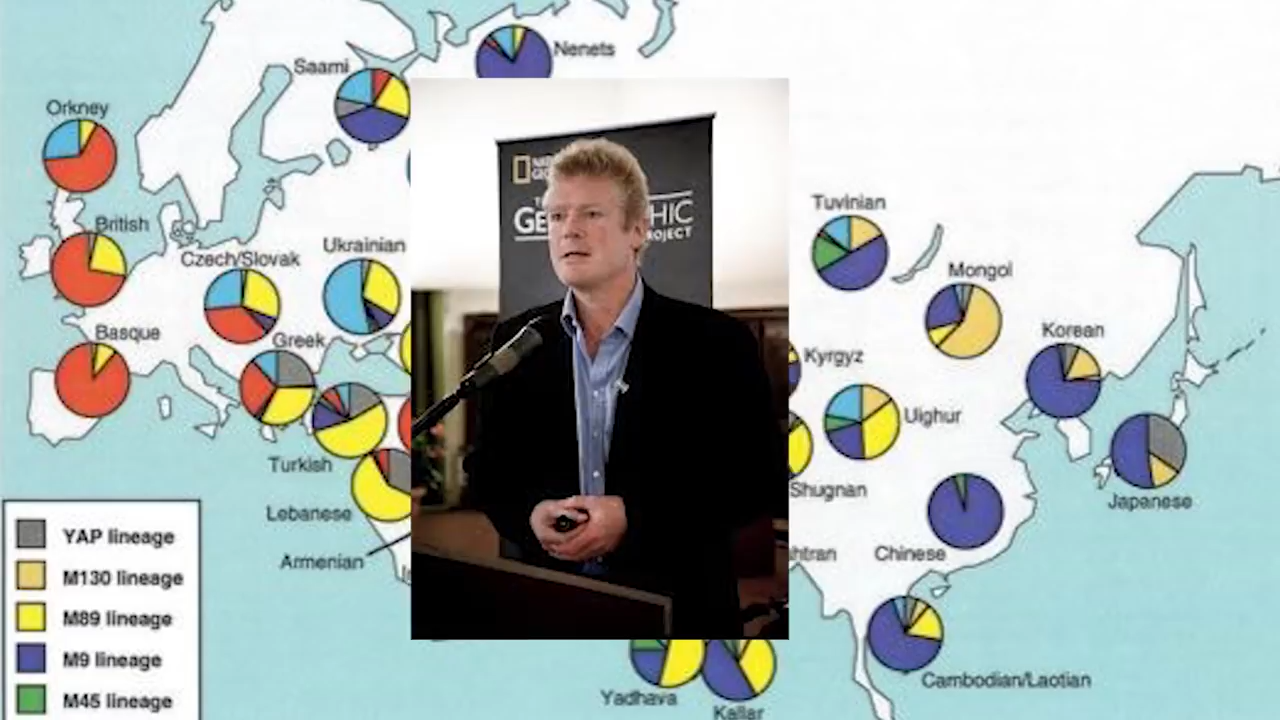 Nenets
Saami
Orkney
Tuvinian
British
Ukrainian
Czech/Slovak
Mongol
Basque
Korean
Greek
Kyrgyz
Uighur
Turkish
Shugnan
Japanese
Lebanese
Chinese
Armenian
YAP lineage
M130 lineage
M89 lineage
M9 lineage
M45 lineage
Cambodian/Laotian
Yadhava
Kallar